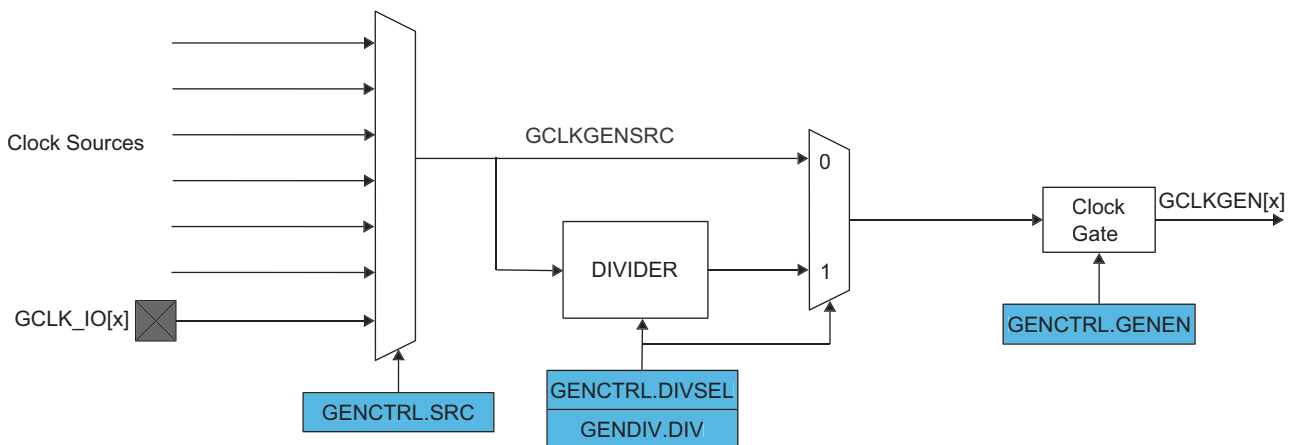 Clock Sources
GCLK_IO[x]
GENCTRL.SRC
GCLKGENSRC
DIVIDER
0
1
GENCTRL.DIVSEL
GENDIV.DIV
Clock
Gate
GENCTRL.GENEN
GCLKGEN[x]